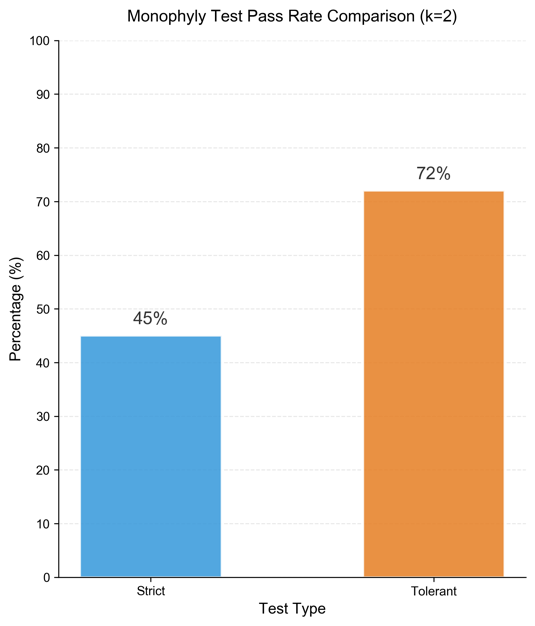 Monophyly Test Pass Rate Comparison (k=2)
100
90
80
72%
70
60
Percentage (%)
50
45%
40
30
20
10
0
Strict
Tolerant
Test Type